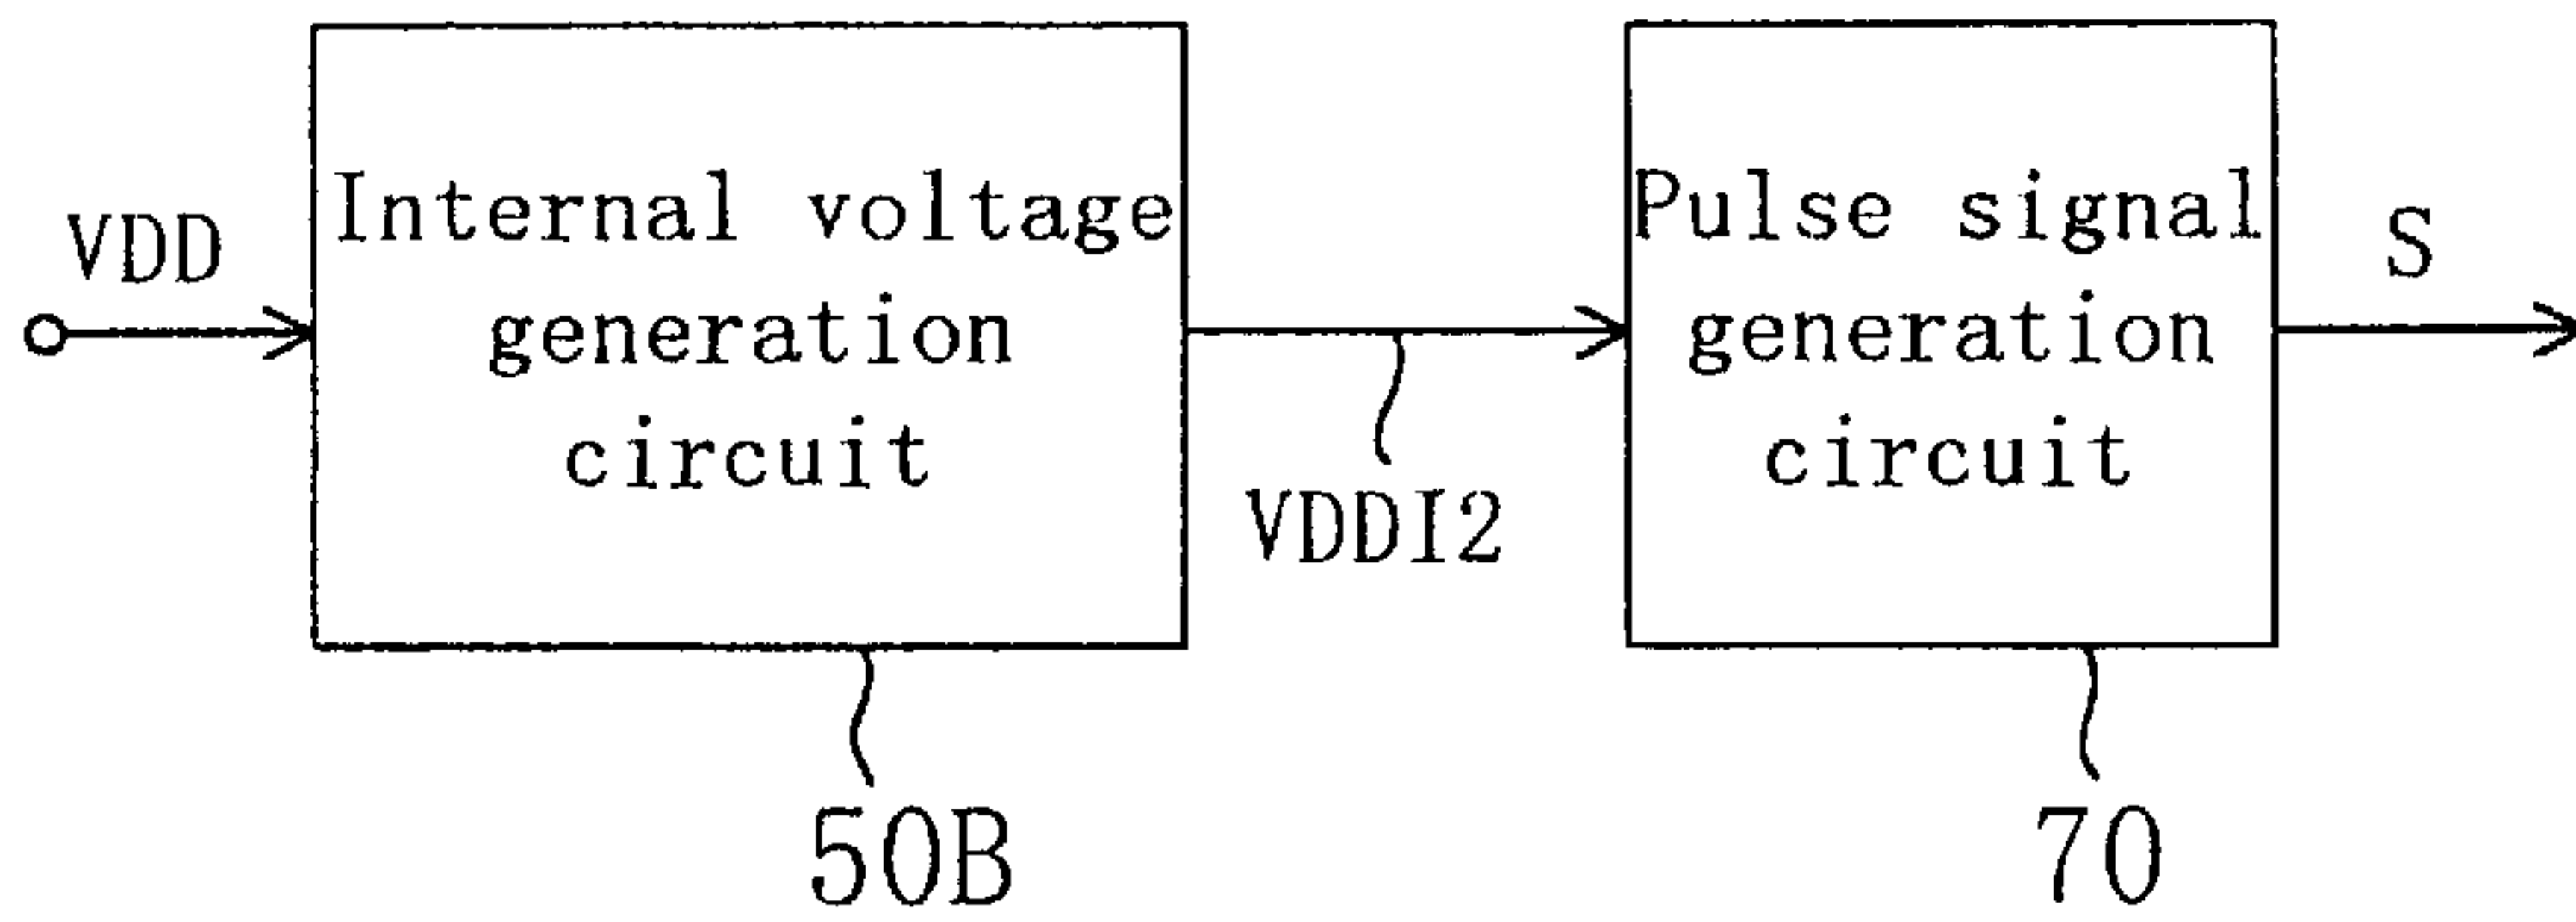 VDD
Internal voltage
generation
circuit
VDDI2
Pulse signal
generation
circuit
S
50B
70